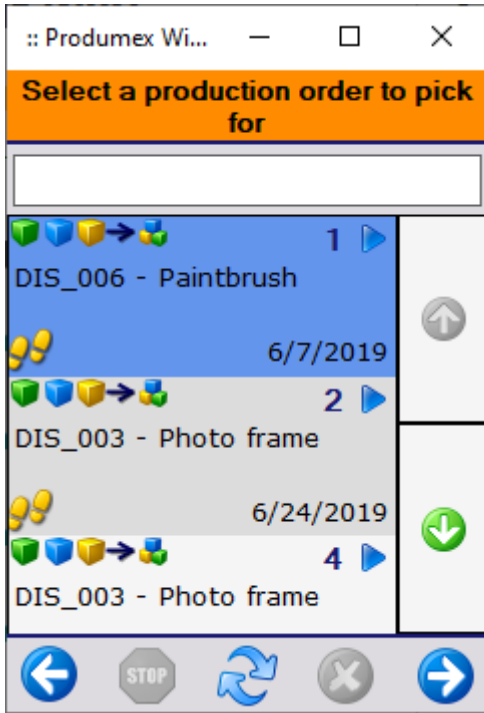 :: Produmex Wi...
Select a production order to pick
for
1
DIS_006 - Paintbrush
6/7/2019
2
DIS_003 - Photo frame
6/24/2019
4
DIS_003 - Photo frame
STOP